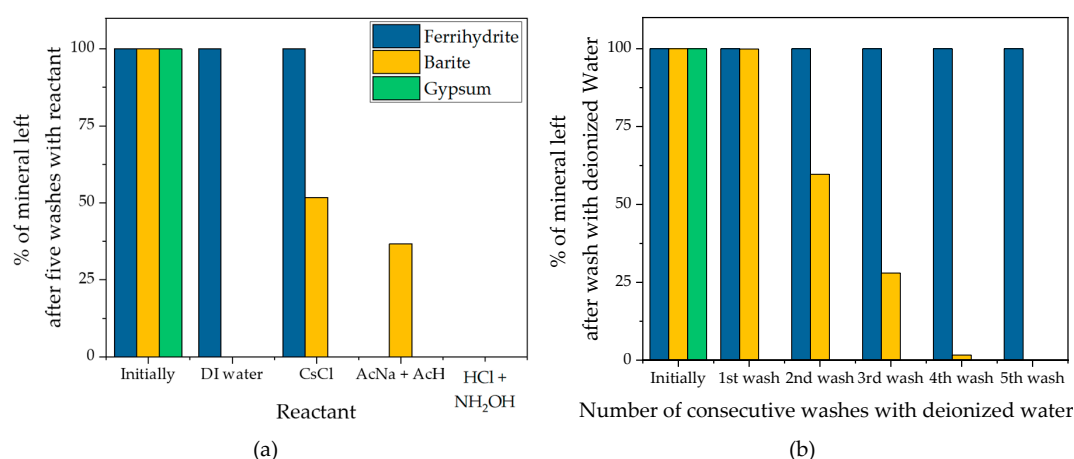 % of mineral left
after five washes with reactant
100
75
50
25
0
Ferrihydrite
Barite
Gypsum
Initially
DI water
CsCl
AcNa + AcH
HCl +
NH₂OH
Reactant
(a)
% of mineral left
after wash with deionized Water
100
75
50
25
0
Initially
1st wash
2nd wash
3rd wash
4th wash
5th wash
Number of consecutive washes with deionized water
(b)